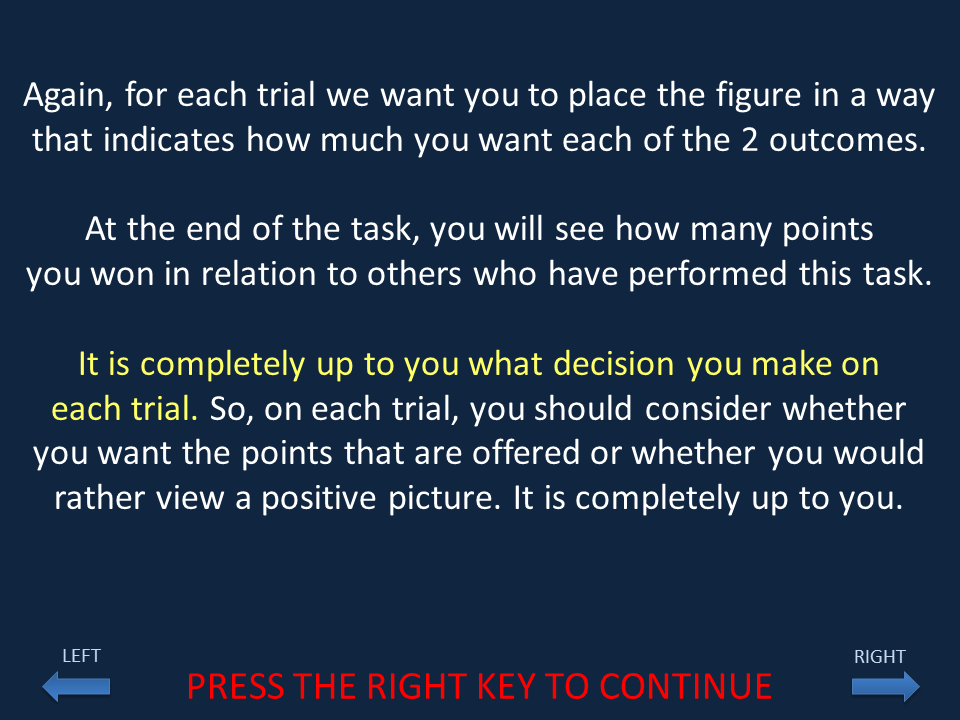 Again, for each trial we want you to place the figure in a way
that indicates how much you want each of the 2 outcomes.
At the end of the task, you will see how many points
you won in relation to others who have performed this task.
It is completely up to you what decision you make on
each trial. So, on each trial, you should consider whether
you want the points that are offered or whether you would
rather view a positive picture. It is completely up to you.
LEFT
RIGHT
PRESS THE RIGHT KEY TO CONTINUE